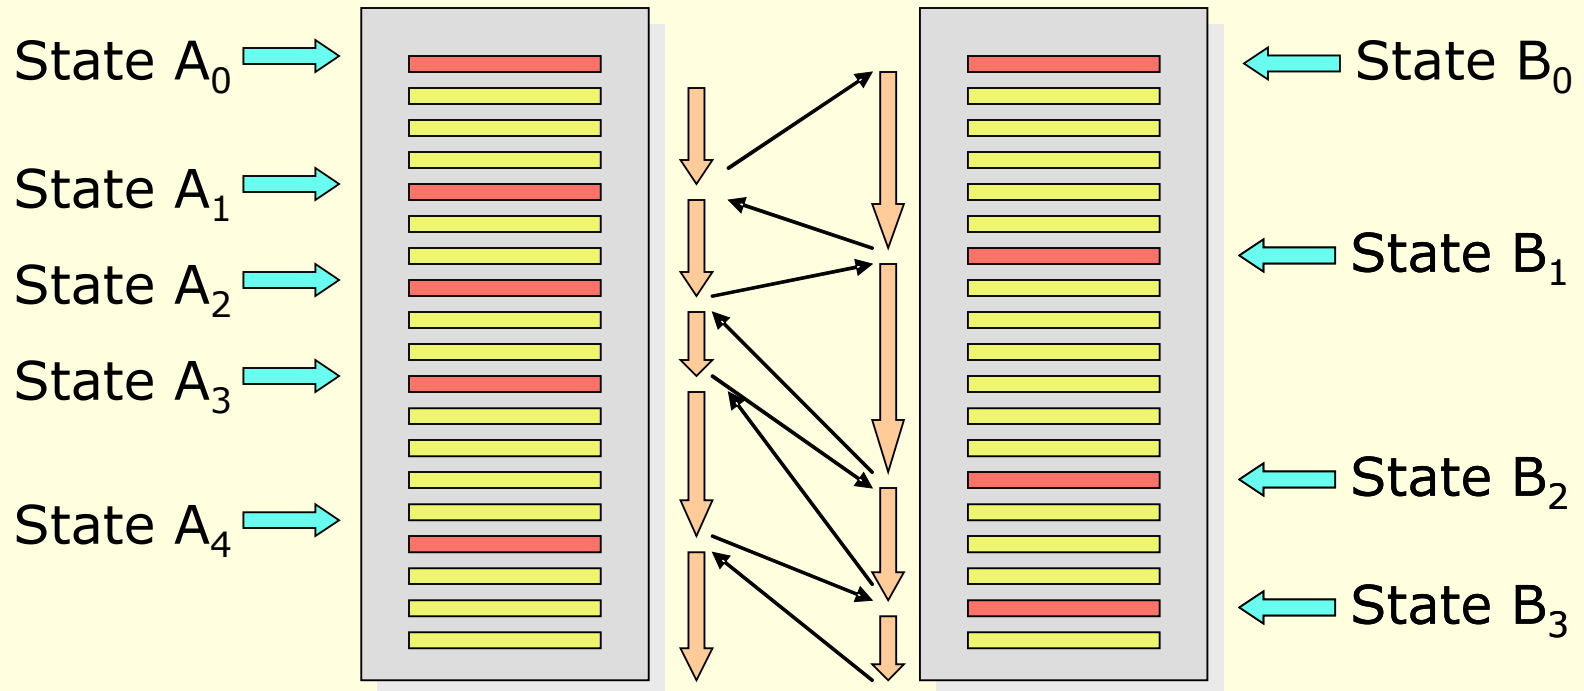 State A₀
State A₁
State A₂
State A₃
State A₄
State B₀
State B₁
State B₂
State B₃